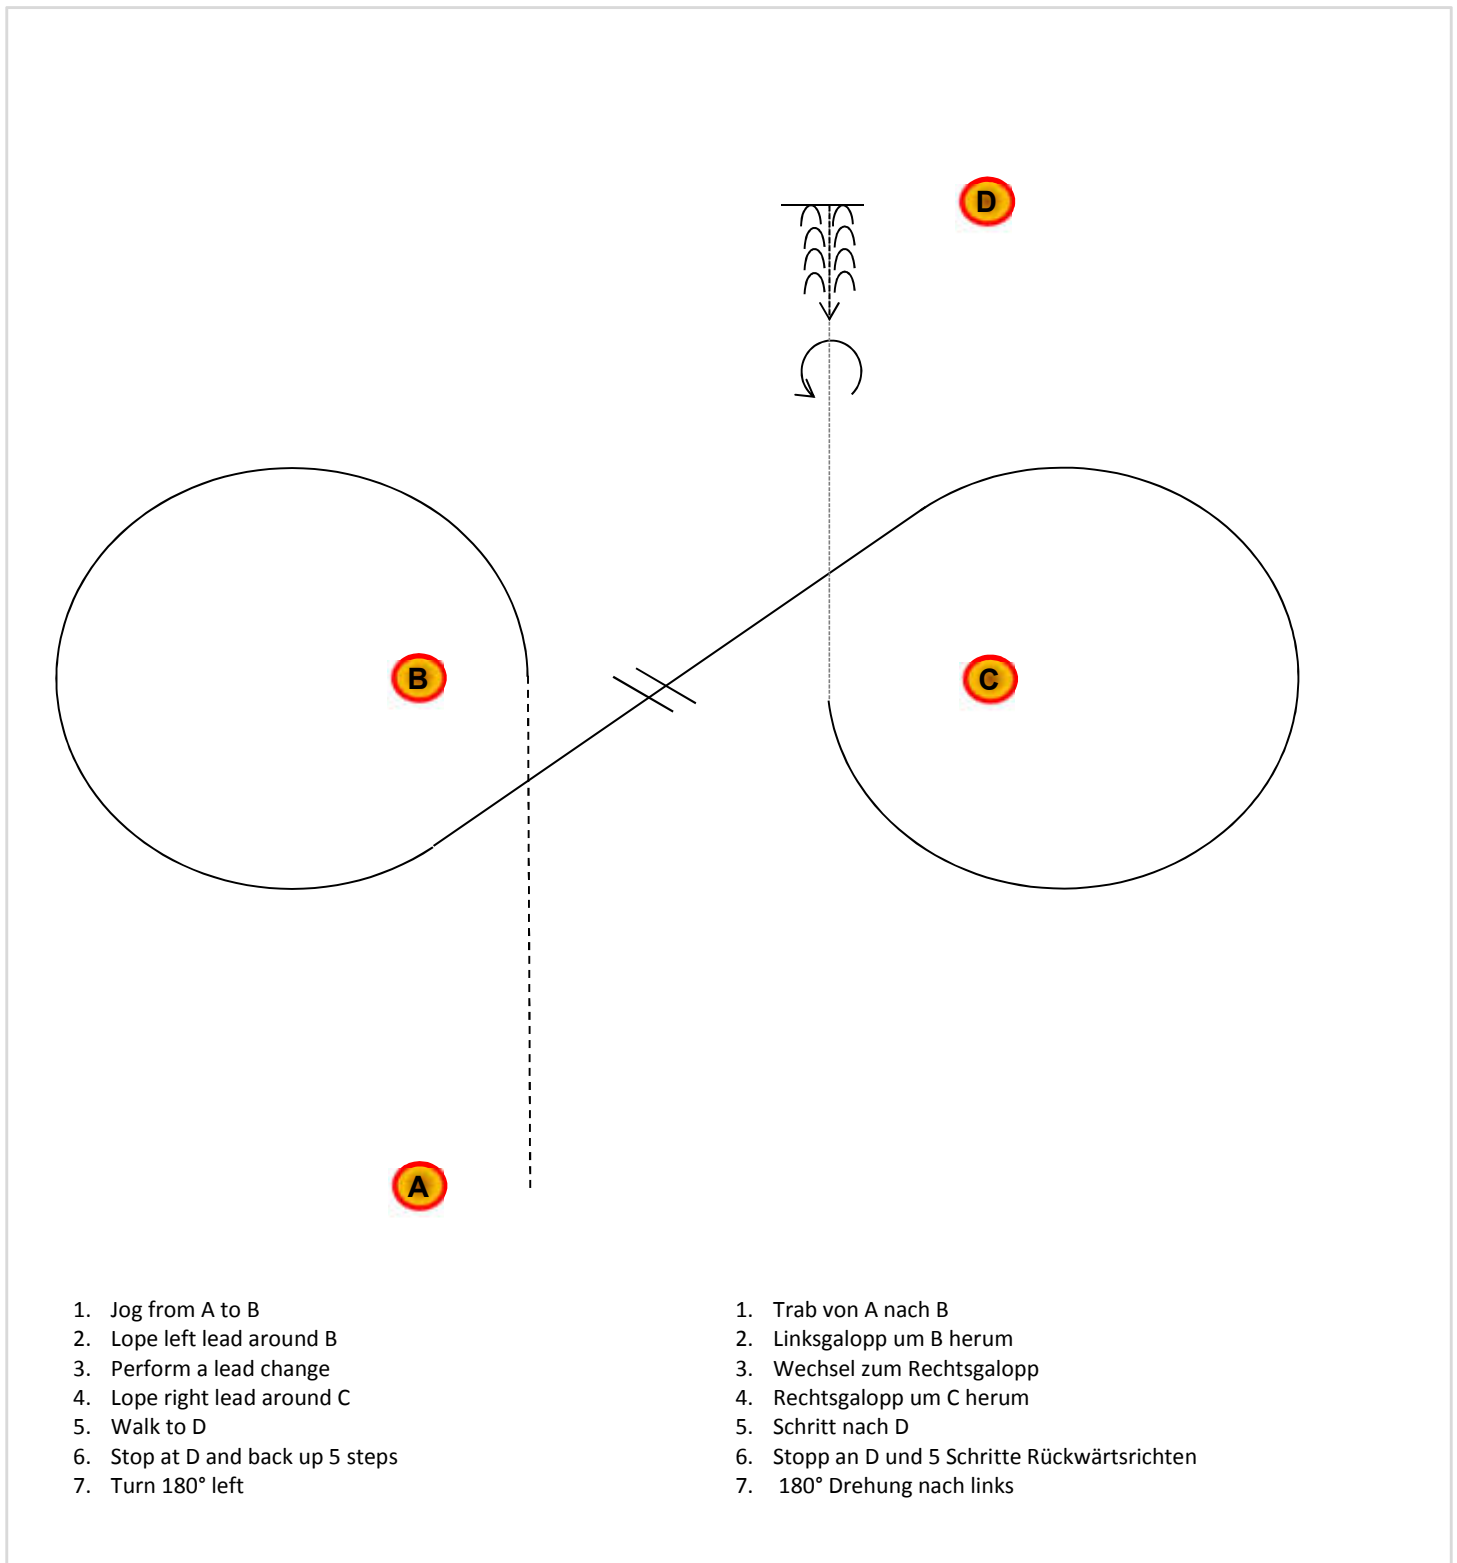 D
B
C
A
1. Jog from A to B
2. Lope left lead around B
3. Perform a lead change
4. Lope right lead around C
5. Walk to D
6. Stop at D and back up 5 steps
7. Turn 180° left
1. Trab von A nach B
2. Linksgalopp um B herum
3. Wechsel zum Rechtsgalopp
4. Rechtsgalopp um C herum
5. Schritt nach D
6. Stopp an D und 5 Schritte Rückwärtsrichten
7. 180° Drehung nach links